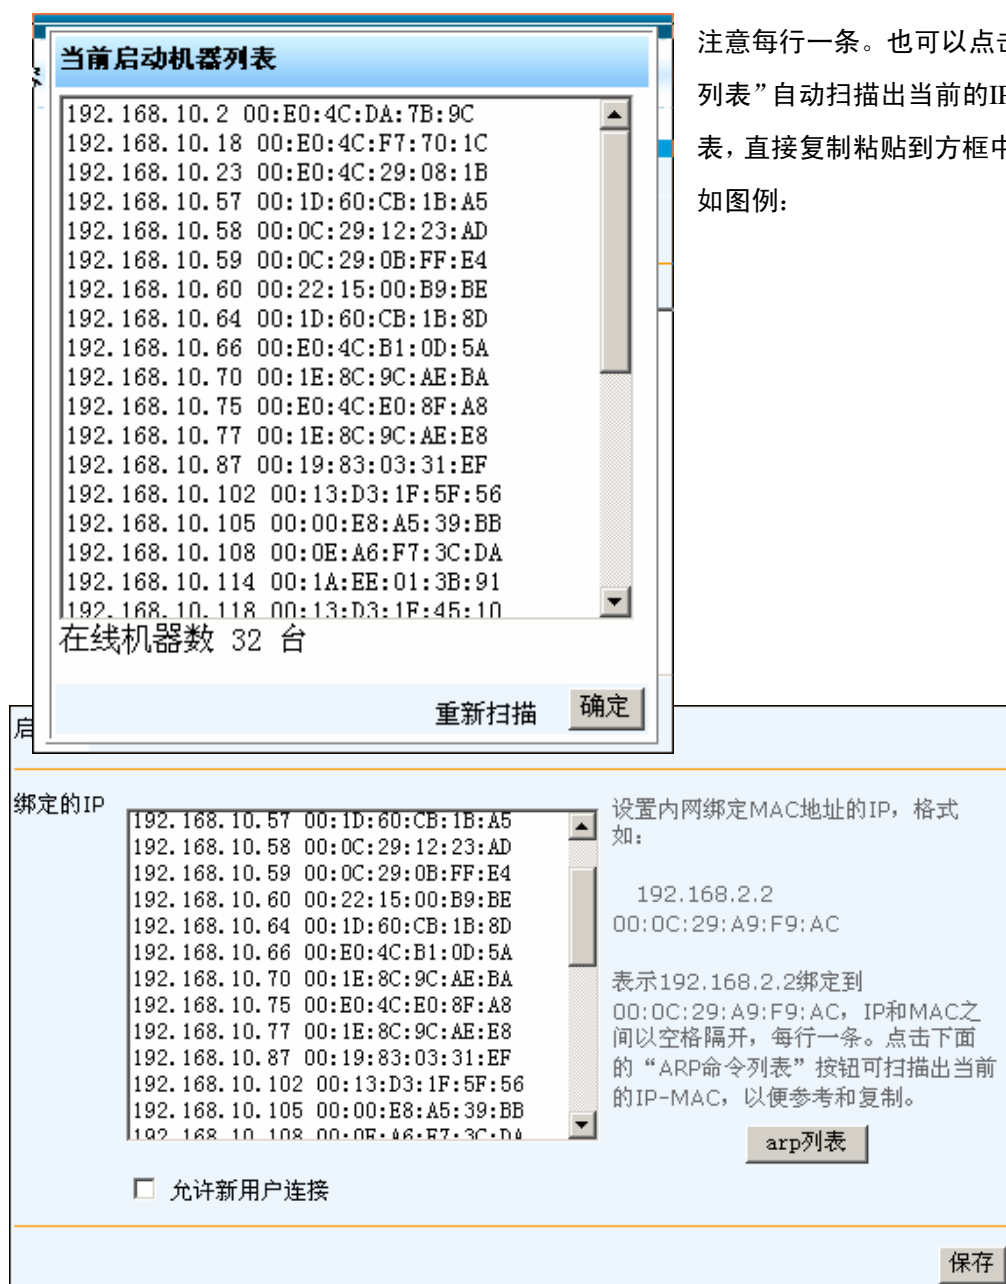 当前启动机器列表
192.168.10.2 00:E0:4C:DA:7B:9C
192.168.10.18 00:E0:4C:F7:70:1C
192.168.10.23 00:E0:4C:29:08:1B
192.168.10.57 00:1D:60:CB:1B:A5
192.168.10.58 00:0C:29:12:23:AD
192.168.10.59 00:0C:29:0B:FF:E4
192.168.10.60 00:22:15:00:B9:BE
192.168.10.64 00:1D:60:CB:1B:8D
192.168.10.66 00:E0:4C:B1:0D:5A
192.168.10.70 00:1E:8C:9C:AE:BA
192.168.10.75 00:E0:4C:E0:8F:A8
192.168.10.77 00:1E:8C:9C:AE:E8
192.168.10.87 00:19:83:03:31:EF
192.168.10.102 00:13:D3:1F:5F:56
192.168.10.105 00:00:E8:A5:39:BB
192.168.10.108 00:0E:A6:F7:3C:DA
192.168.10.114 00:1A:EE:01:3B:91
192.168.10.118 00:13:D3:1F:45:10
在线机器数 32 台
重新扫描 确定
注意每行一条。也可以点击
列表”自动扫描出当前的IP
表，直接复制粘贴到方框中
如图例：
启
绑定的IP
192.168.10.57 00:1D:60:CB:1B:A5
192.168.10.58 00:0C:29:12:23:AD
192.168.10.59 00:0C:29:0B:FF:E4
192.168.10.60 00:22:15:00:B9:BE
192.168.10.64 00:1D:60:CB:1B:8D
192.168.10.66 00:E0:4C:B1:0D:5A
192.168.10.70 00:1E:8C:9C:AE:BA
192.168.10.75 00:E0:4C:E0:8F:A8
192.168.10.77 00:1E:8C:9C:AE:E8
192.168.10.87 00:19:83:03:31:EF
192.168.10.102 00:13:D3:1F:5F:56
192.168.10.105 00:00:E8:A5:39:BB
192.168.10.108 00:0E:A6:F7:3C:DA
设置内网绑定MAC地址的IP，格式
如：
192.168.2.2
00:0C:29:A9:F9:AC
表示192.168.2.2绑定到
00:0C:29:A9:F9:AC，IP和MAC之
间以空格隔开，每行一条。点击下面
的“ARP命令列表”按钮可扫描出当前
的IP-MAC，以便参考和复制。
arp列表
允许新用户连接
保存